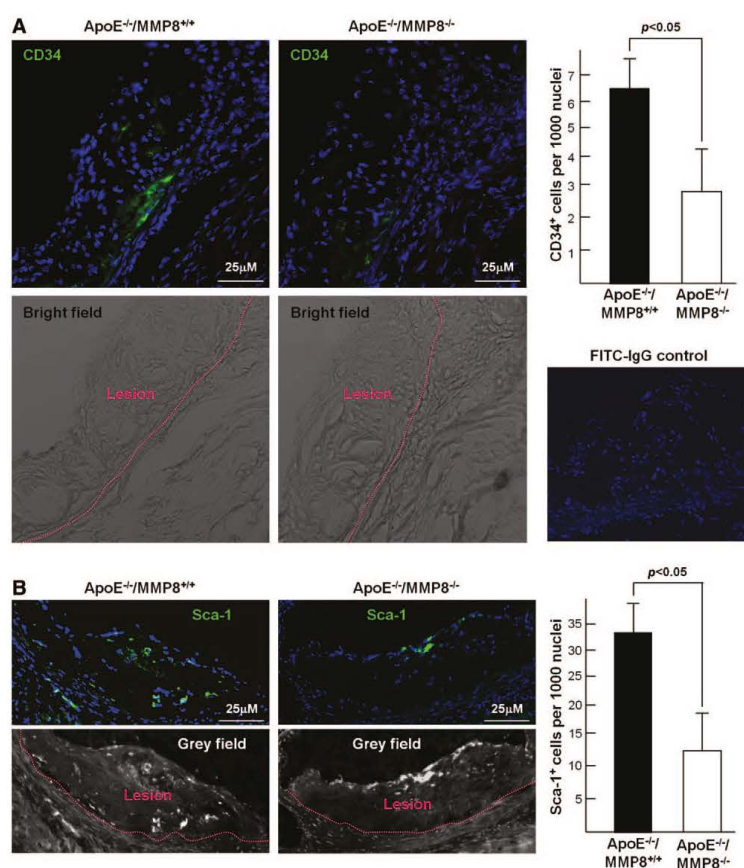 A
ApoE-/-/MMP8+/+
ApoE-/-/MMP8-/-
CD34
CD34
25μM
25μM
Bright field
Lesion
Bright field
Lesion
p<0.05
CD34+ cells per 1000 nuclei
7
6
5
4
3
2
1
ApoE-/-/
MMP8+/+
ApoE-/-/
MMP8-/-
FITC-IgG control
B
ApoE-/-/MMP8+/+
ApoE-/-/MMP8-/-
Sca-1
Sca-1
25μM
25μM
Grey field
Lesion
Grey field
Lesion
p<0.05
Sca-1+ cells per 1000 nuclei
35
25
20
15
10
5
ApoE-/-/
MMP8+/+
ApoE-/-/
MMP8-/-